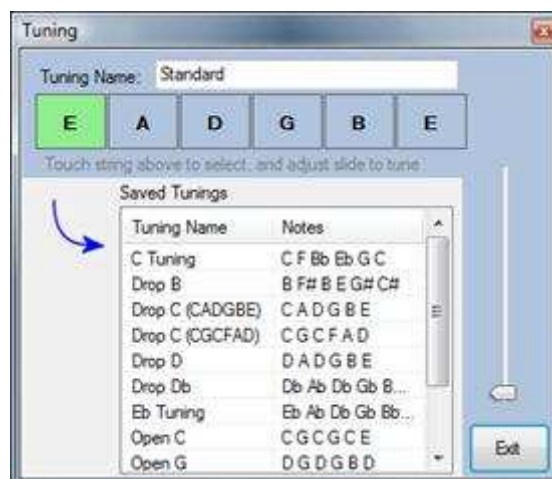 Tuning
Tuning Name: Standard
E A D G B E
Touch string above to select, and adjust slide to tune
Saved Tunings
Tuning Name Notes
C Tuning C F Bb Eb G C
Drop B B F# B E G# C#
Drop C (CADGBE) C A D G B E
Drop C (CGCFAD) C G C F A D
Drop D D A D G B E
Drop Db Db Ab Db Gb B...
Eb Tuning Eb Ab Db Gb Bb...
Open C C G C G C E
Open G D G D G B D
Exit